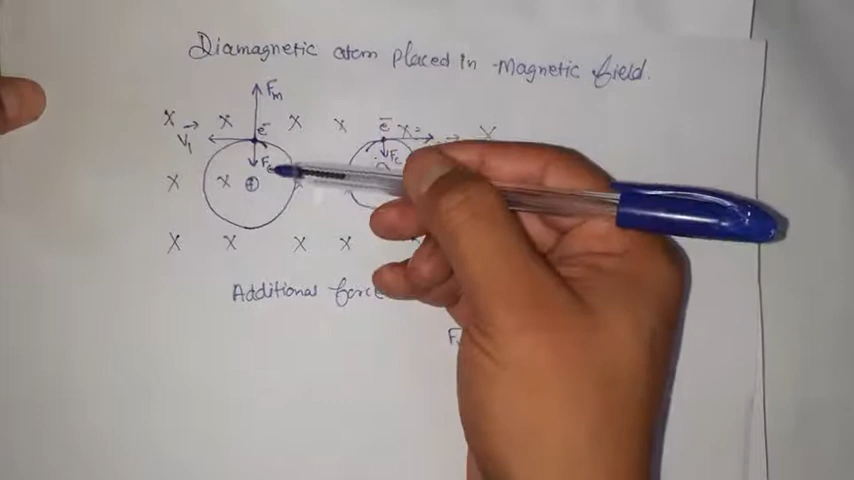 Diamagnetic atom placed in Magnetic field.
Fm
X X X X e⁻ X X
V₁ e⁻
Fc Fc
X X + a
X X X X
Additional force
F